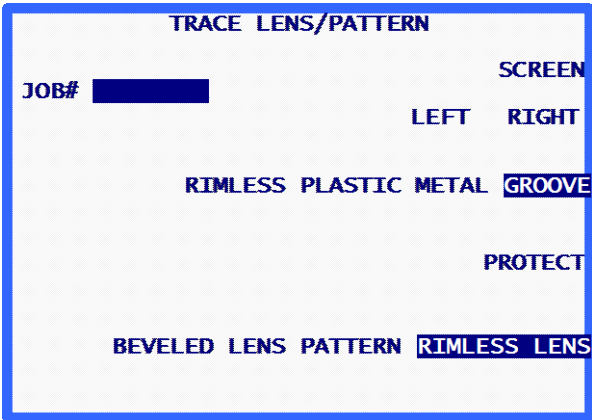 TRACE LENS/PATTERN
SCREEN
JOB#
LEFT RIGHT
RIMLESS PLASTIC METAL GROOVE
PROTECT
BEVELED LENS PATTERN RIMLESS LENS